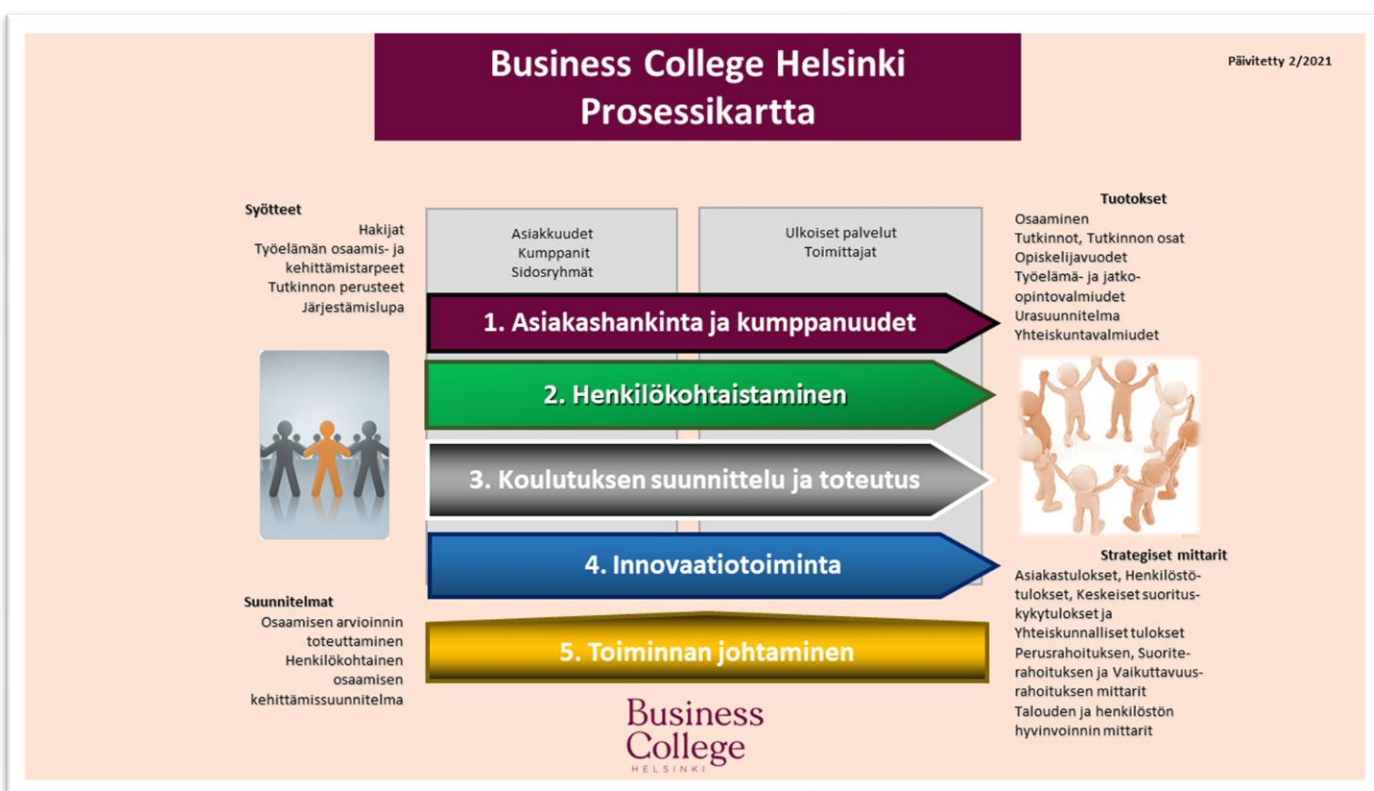 Business College Helsinki
Prosessikartta
Päivitetty 2/2021
Syötteet
Hakijat
Työelämän osaamis- ja
kehittämistarpeet
Tutkinnon perusteet
Järjestämislupa
Asiakkuudet
Kumppanit
Sidosryhmät
Ulkoiset palvelut
Toimittajat
Tuotokset
Osaaminen
Tutkinnot, Tutkinnon osat
Opiskelijavuodet
Työelämä- ja jatko-
opintovalmiudet
Urasuunnitelma
Yhteiskuntavalmiudet
1. Asiakashankinta ja kumppanuudet
2. Henkilökohtaistaminen
3. Koulutuksen suunnittelu ja toteutus
4. Innovaatiotoiminta
5. Toiminnan johtaminen
Suunnitelmat
Osaamisen arvioinnin
toteuttaminen
Henkilökohtainen
osaamisen
kehittämissuunnitelma
Strategiset mittarit
Asiakastulokset, Henkilöstö-
tulokset, Keskeiset suoritus-
kykytulokset ja
Yhteiskunnalliset tulokset
Perusrahoituksen, Suorite-
rahoituksen ja Vaikuttavuus-
rahoituksen mittarit
Talouden ja henkilöstön
hyvinvoinnin mittarit
Business
College
HELSINKI